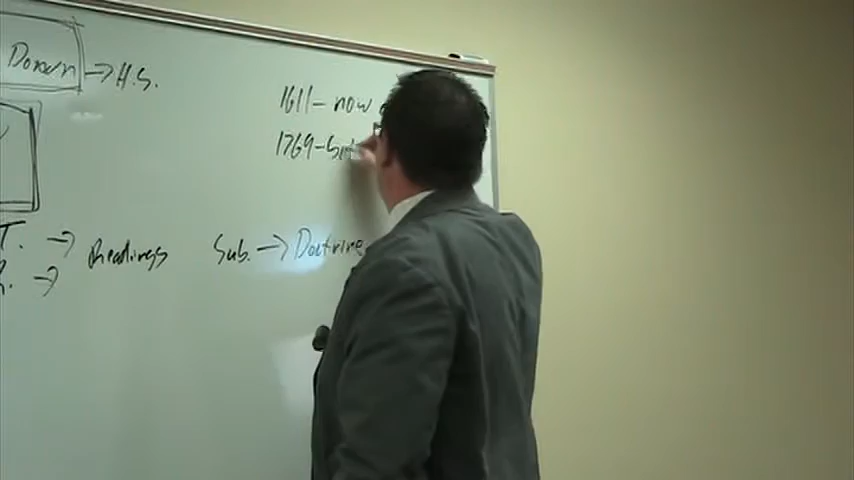 Down → H.S.
1611 - now
1769 -
T. → Readings Sub. → Doctrine
→